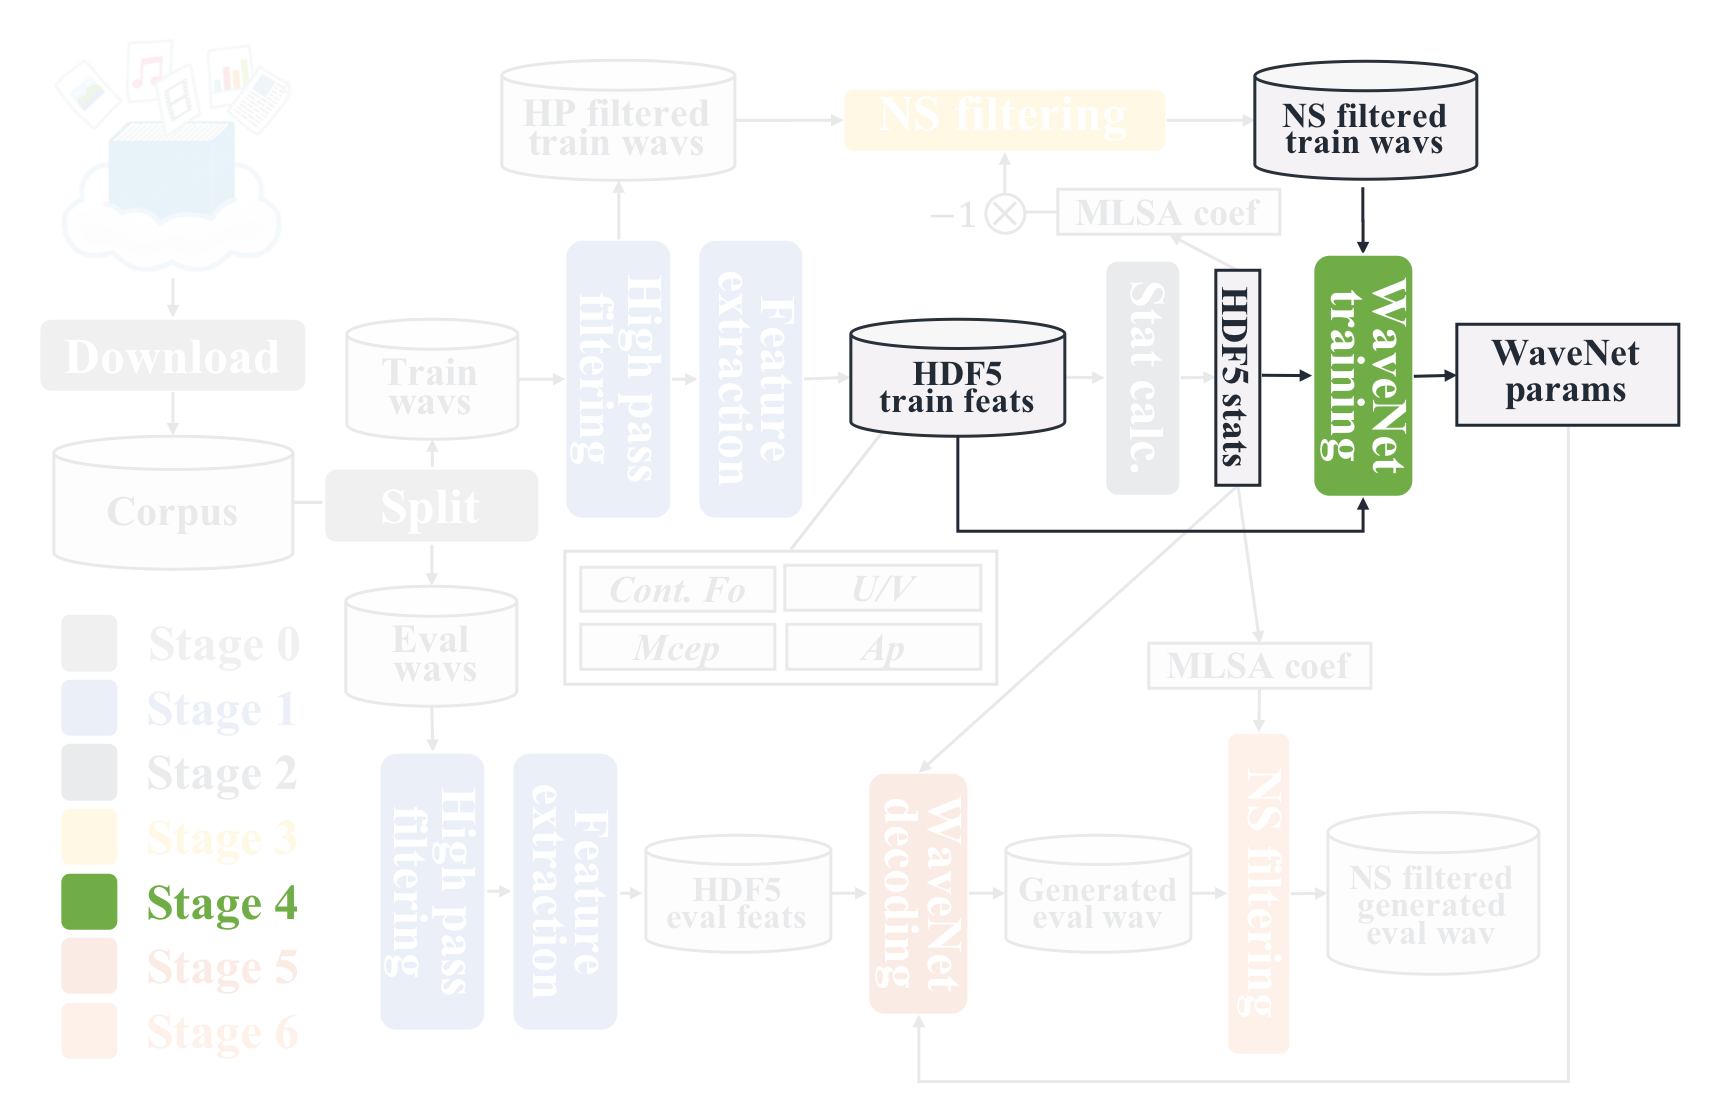 HP filtered
train wavs
NS filtering
NS filtered
train wavs
−1
MLSA coef
High pass
filtering
Feature
extraction
Stat calc.
HDF5 stats
WaveNet
training
WaveNet
params
Download
Train
wavs
HDF5
train feats
Corpus
Split
Cont. Fo
U/V
Mcep
Ap
Eval
wavs
MLSA coef
Stage 0
Stage 1
Stage 2
Stage 3
Stage 4
Stage 5
Stage 6
High pass
filtering
Feature
extraction
HDF5
eval feats
WaveNet
decoding
Generated
eval wav
NS filtering
NS filtered
generated
eval wav